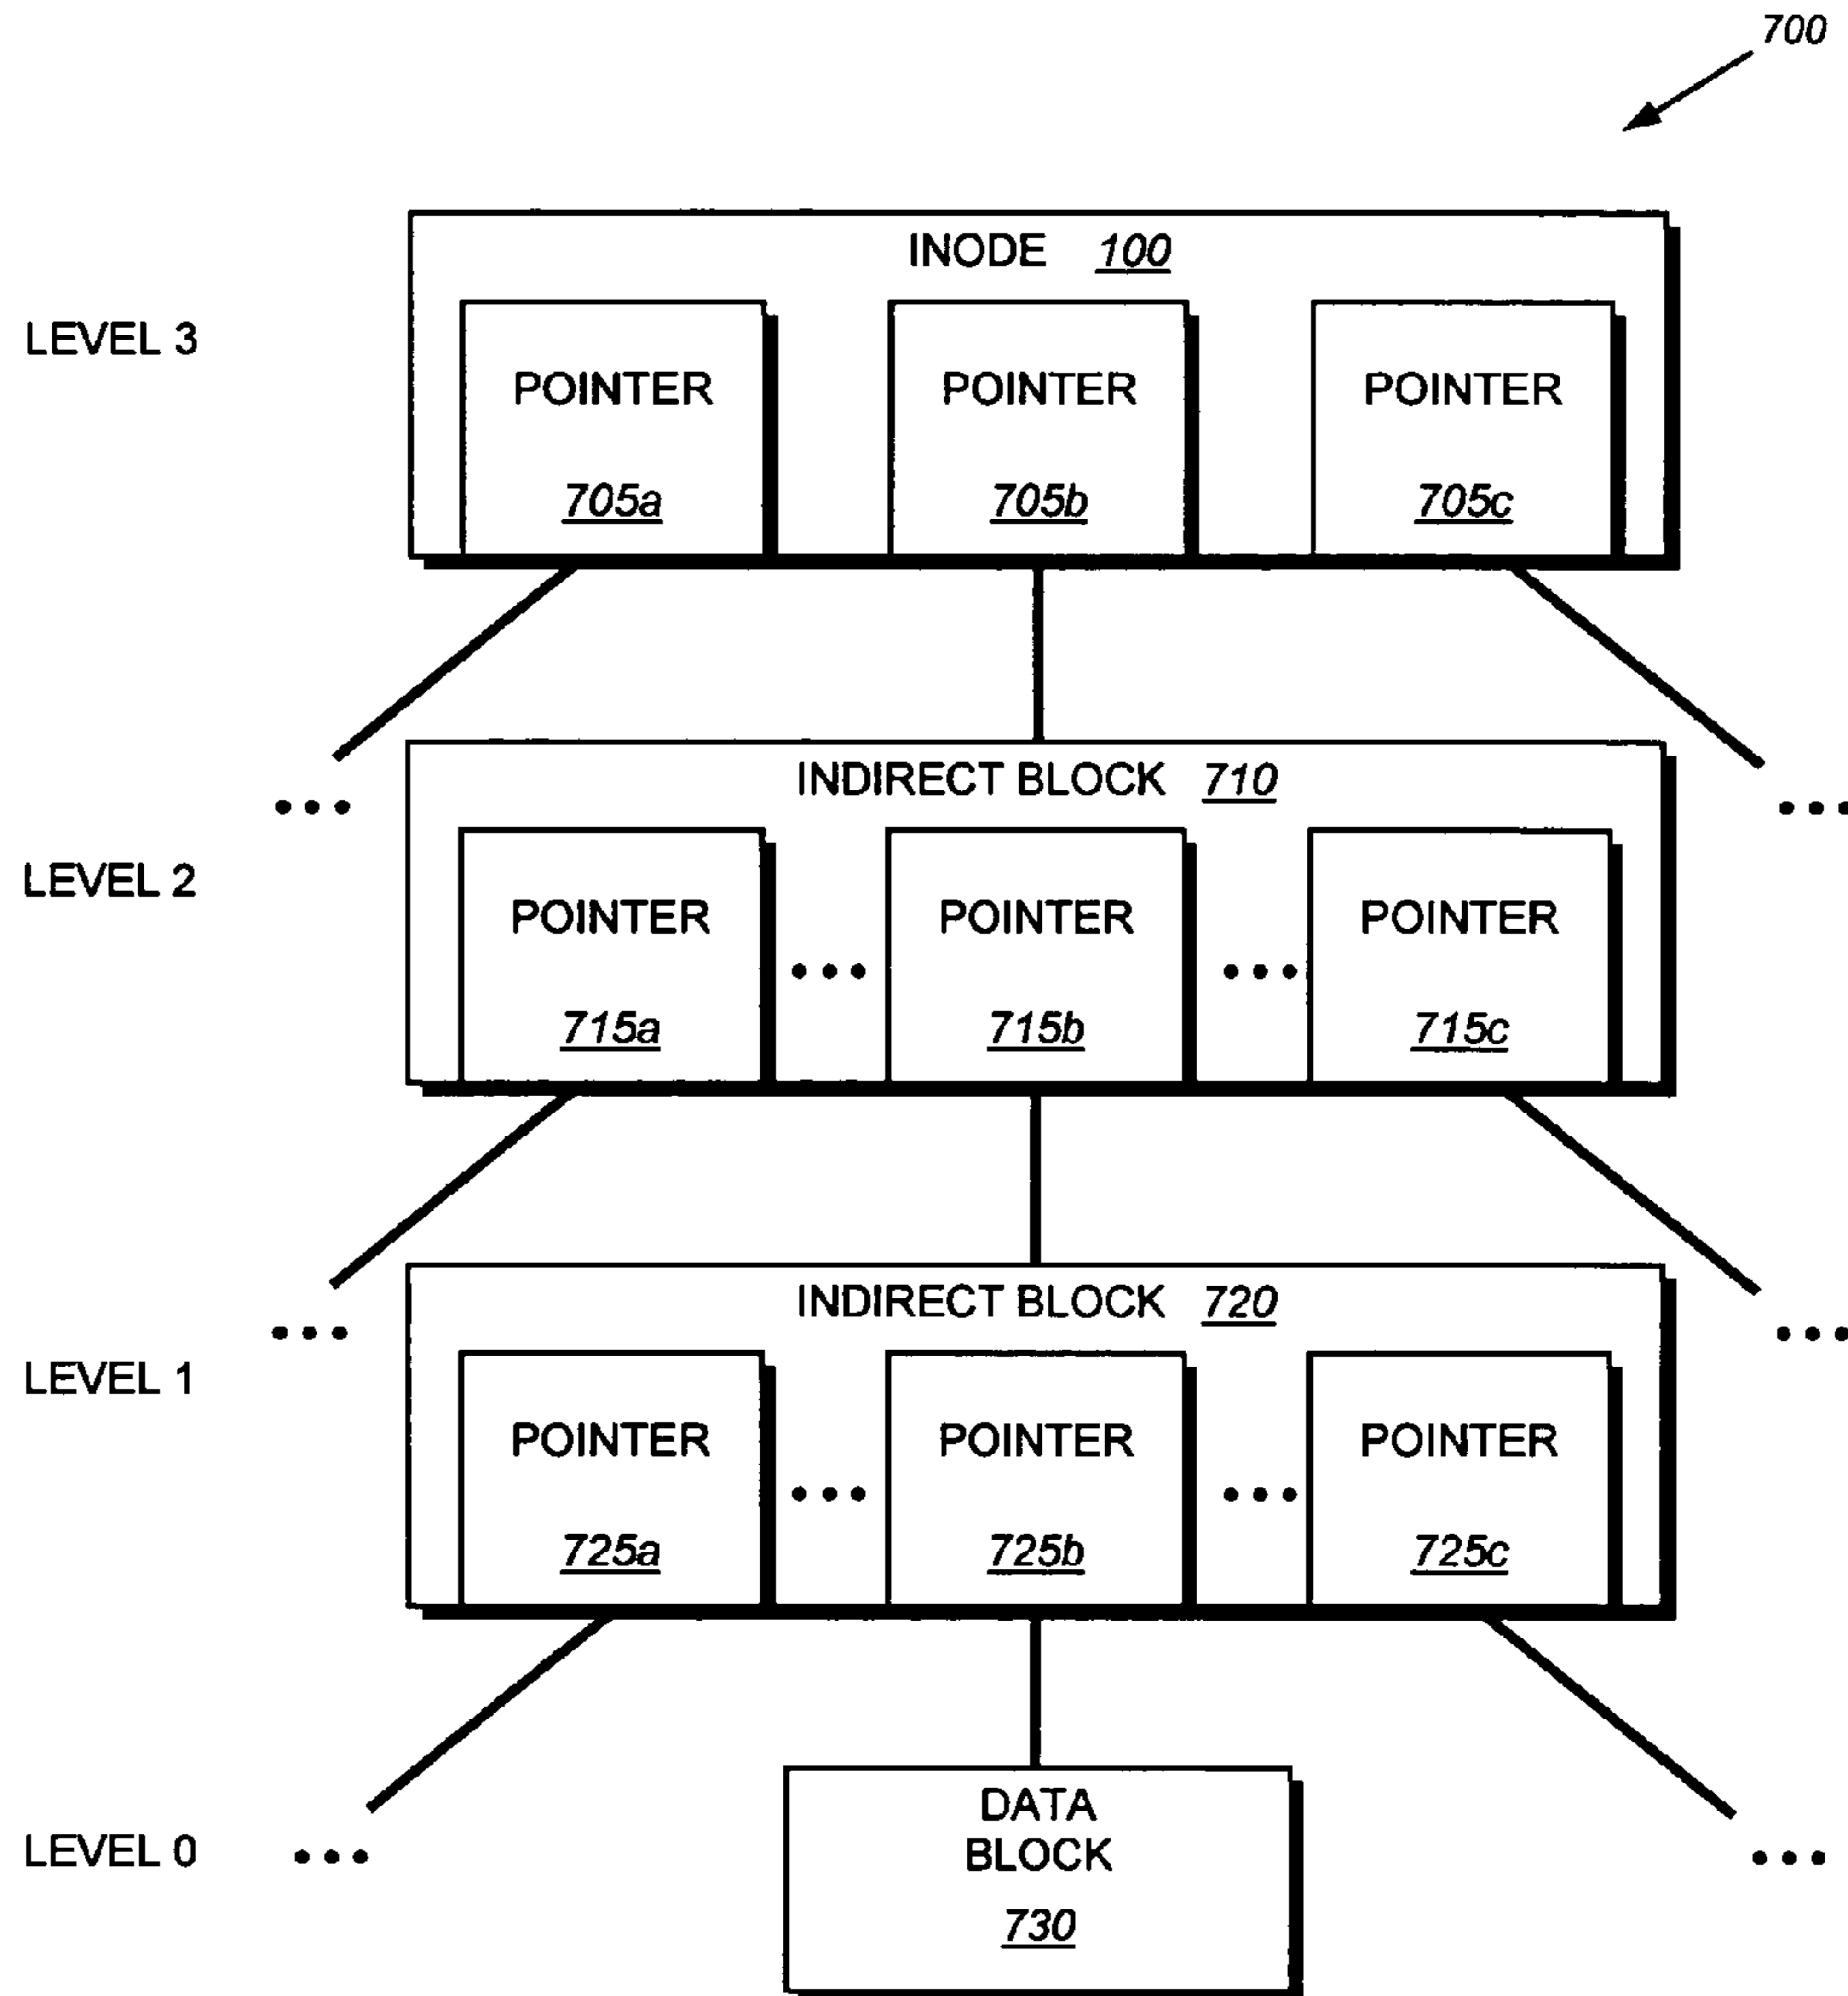 700
INODE 100
LEVEL 3
POINTER POINTER POINTER
705a 705b 705c
INDIRECT BLOCK 710
LEVEL 2
POINTER POINTER POINTER
715a 715b 715c
INDIRECT BLOCK 720
LEVEL 1
POINTER POINTER POINTER
725a 725b 725c
DATA
BLOCK
LEVEL 0
730